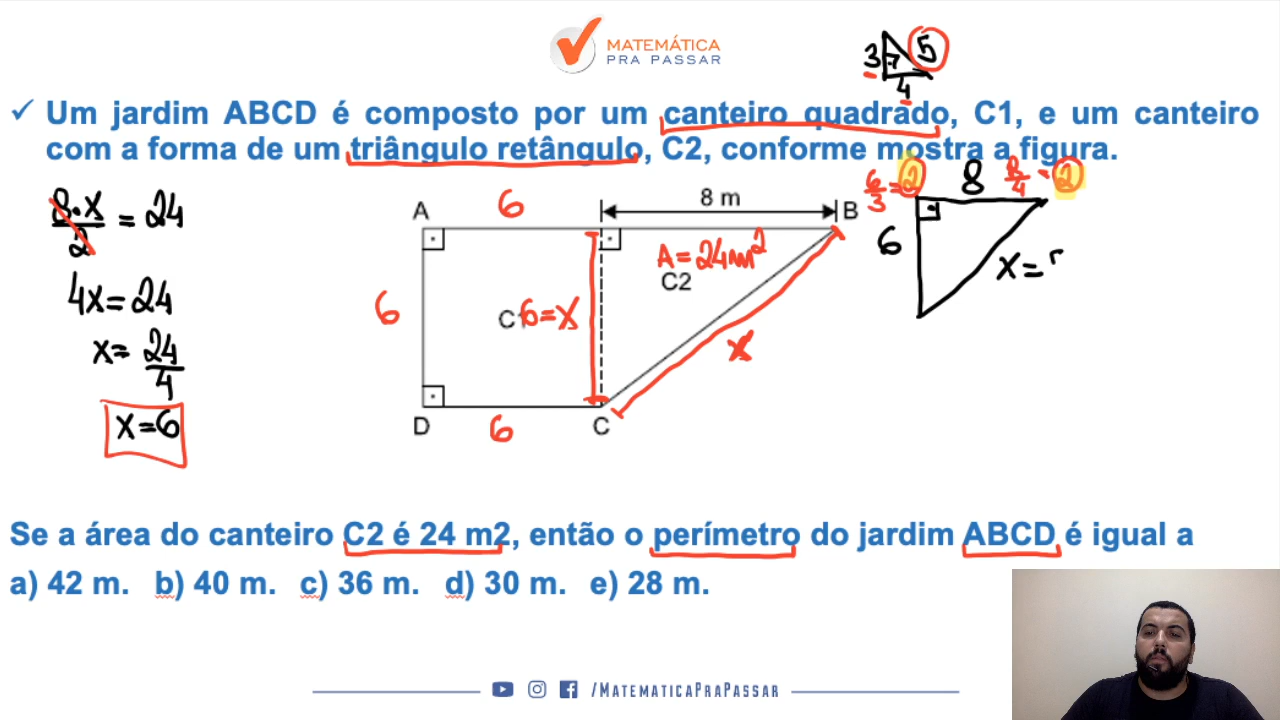 MATEMÁTICA
PRA PASSAR
3 5
4
✓ Um jardim ABCD é composto por um canteiro quadrado, C1, e um canteiro
com a forma de um triângulo retângulo, C2, conforme mostra a figura.
8·x/2 = 24
4x = 24
x = 24/4
x = 6
A 6 8 m B
6 C1 6 = x A = 24m²
C2
x
D 6 C
6/3 = 2 8 8/4 = 2
6
x =
Se a área do canteiro C2 é 24 m2, então o perímetro do jardim ABCD é igual a
a) 42 m. b) 40 m. c) 36 m. d) 30 m. e) 28 m.
/MATEMATICAPRAPASSAR